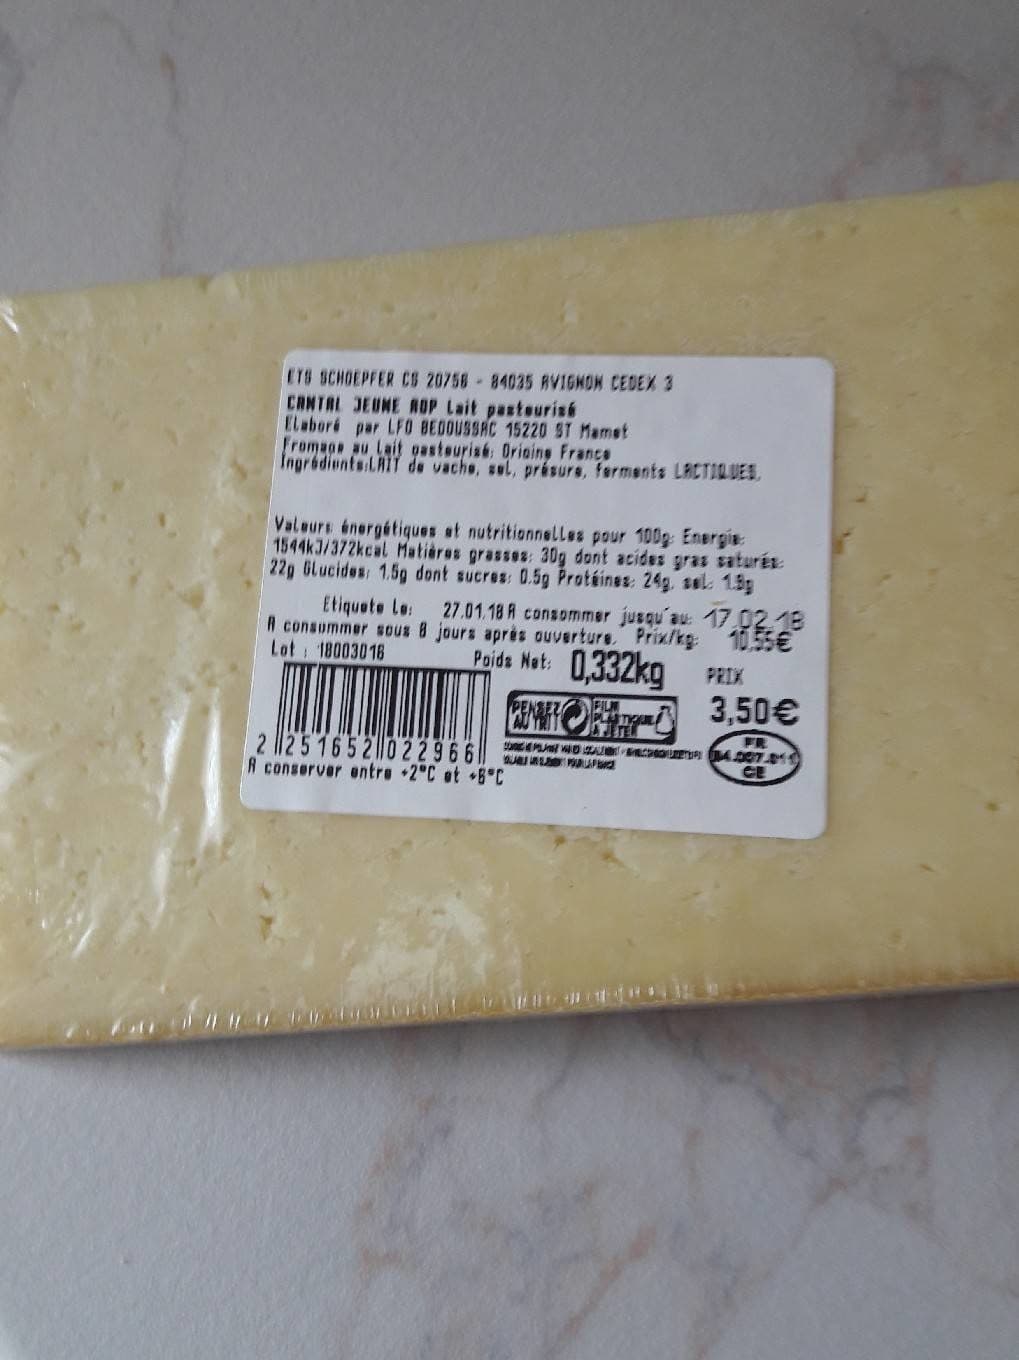 ETS SCHOEPFER CS 20756 - 84035 AVIGNON CEDEX 3
CANTAL JEUNE AOP Lait pasteurisé
Elaboré par LFO BEDOUSSAC 15220 ST Mamet
Fromage au Lait pasteurisé: Origine France
Ingrédients:LAIT de vache, sel, présure, ferments LACTIQUES.
Valeurs énergétiques et nutritionnelles pour 100g: Energie:
1544kJ/372kcal Matières grasses: 30g dont acides gras saturés:
22g Glucides: 1.5g dont sucres: 0.5g Protéines: 24g, sel: 1.8g
Etiqueté Le: 27.01.18 A consommer jusqu'au: 17.02.18
A consommer sous 8 jours après ouverture. Prix/kg: 10,55€
Lot : 18003016
Poids Net: 0,332kg
PRIX
3,50€
PENSEZ AU TRI!
FILM PLASTIQUE À JETER
FR
84.007.011
CE
2 251652 022966
A conserver entre +2°C et +6°C